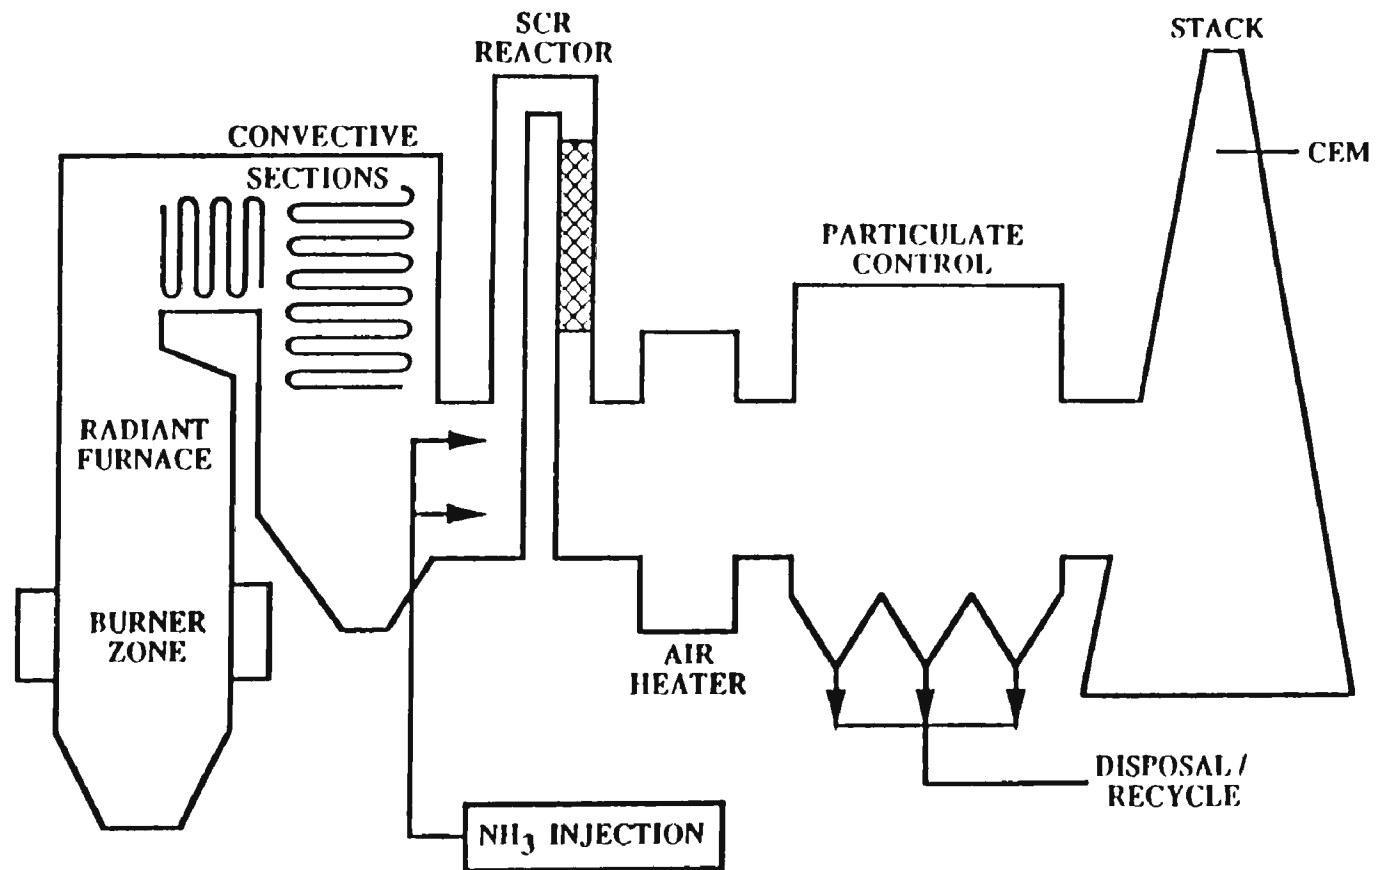 SCR
REACTOR
STACK
CONVECTIVE
SECTIONS
CEM
PARTICULATE
CONTROL
RADIANT
FURNACE
BURNER
ZONE
AIR
HEATER
DISPOSAL /
RECYCLE
NH3 INJECTION